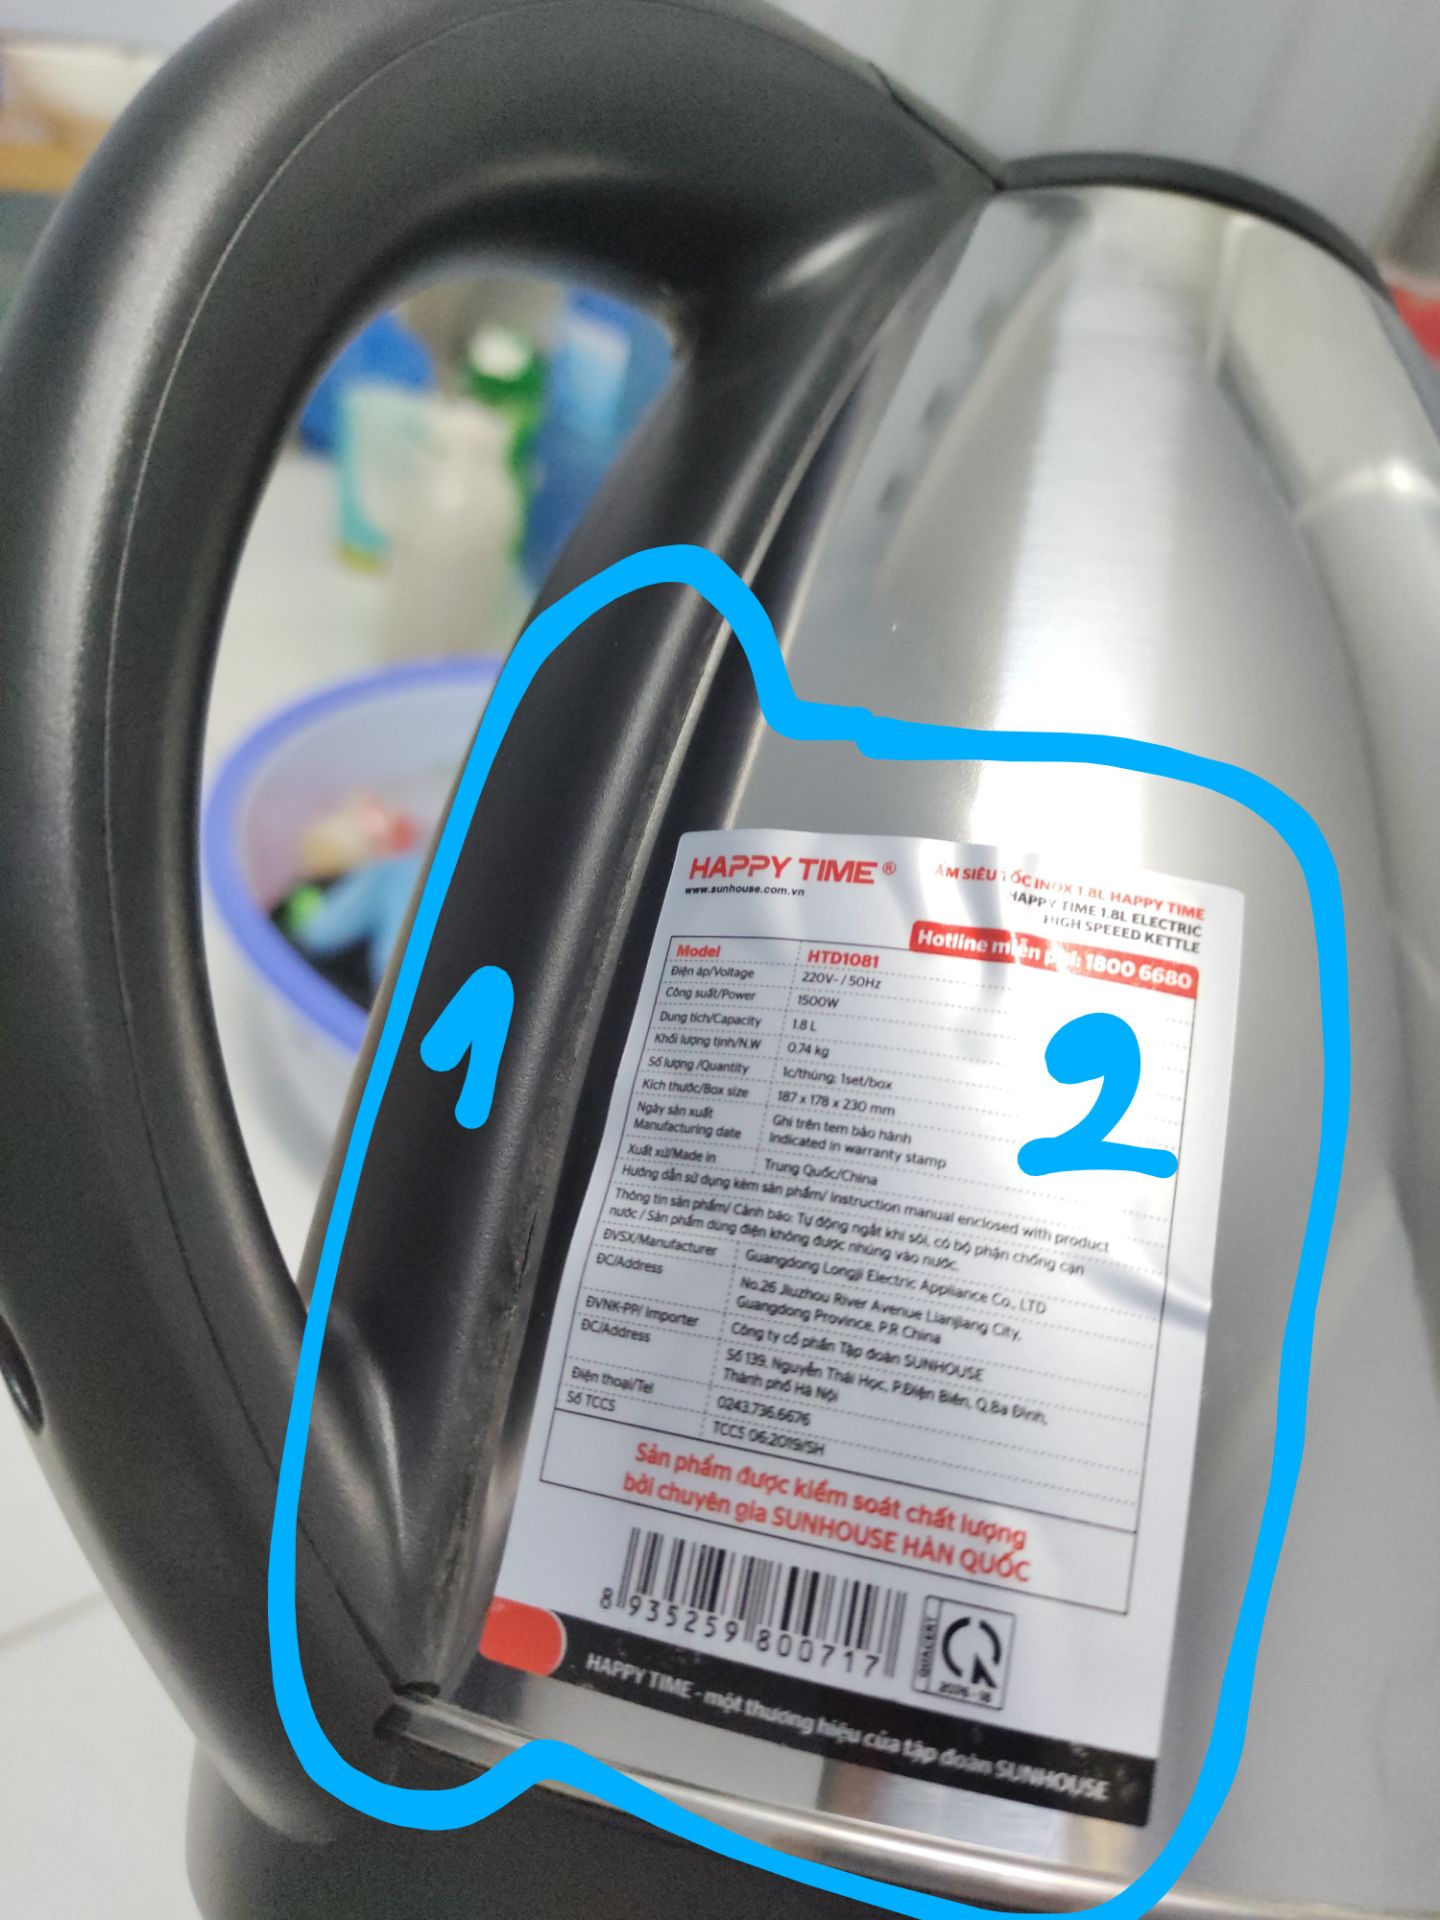 HAPPY TIME ®
www.sunhouse.com.vn
ẤM SIÊU TỐC INOX 1.8L HAPPY TIME
HAPPY TIME 1.8L ELECTRIC
HIGH SPEEED KETTLE
Hotline miễn phí: 1800 6680
Model HTD1081
Điện áp/Voltage 220V- / 50Hz
Công suất/Power 1500W
Dung tích/Capacity 1.8 L
Khối lượng tịnh/N.W 0.74 kg
Số lượng /Quantity 1c/thùng; 1set/box
Kích thước/Box size 187 x 178 x 230 mm
Ngày sản xuất Ghi trên tem bảo hành
Manufacturing date Indicated in warranty stamp
Xuất xứ/Made in Trung Quốc/China
Hướng dẫn sử dụng kèm sản phẩm/ Instruction manual enclosed with product
Thông tin sản phẩm/ Cảnh báo: Tự động ngắt khi sôi, có bộ phận chống cạn
nước / Sản phẩm dùng điện không được nhúng vào nước.
ĐVSX/Manufacturer Guangdong Longji Electric Appliance Co., LTD
ĐC/Address No.26 Jiuzhou River Avenue Lianjiang City,
Guangdong Province, P.R China
ĐVNK-PP/ Importer Công ty cổ phần Tập đoàn SUNHOUSE
ĐC/Address Số 139, Nguyễn Thái Học, P.Điện Biên, Q.Ba Đình,
Thành phố Hà Nội
Điện thoại/Tel 0243.736.6676
Số TCCS TCCS 06:2019/SH
Sản phẩm được kiểm soát chất lượng
bởi chuyên gia SUNHOUSE HÀN QUỐC
8 935259 800717
QUACERT
HAPPY TIME - một thương hiệu của tập đoàn SUNHOUSE
1
2